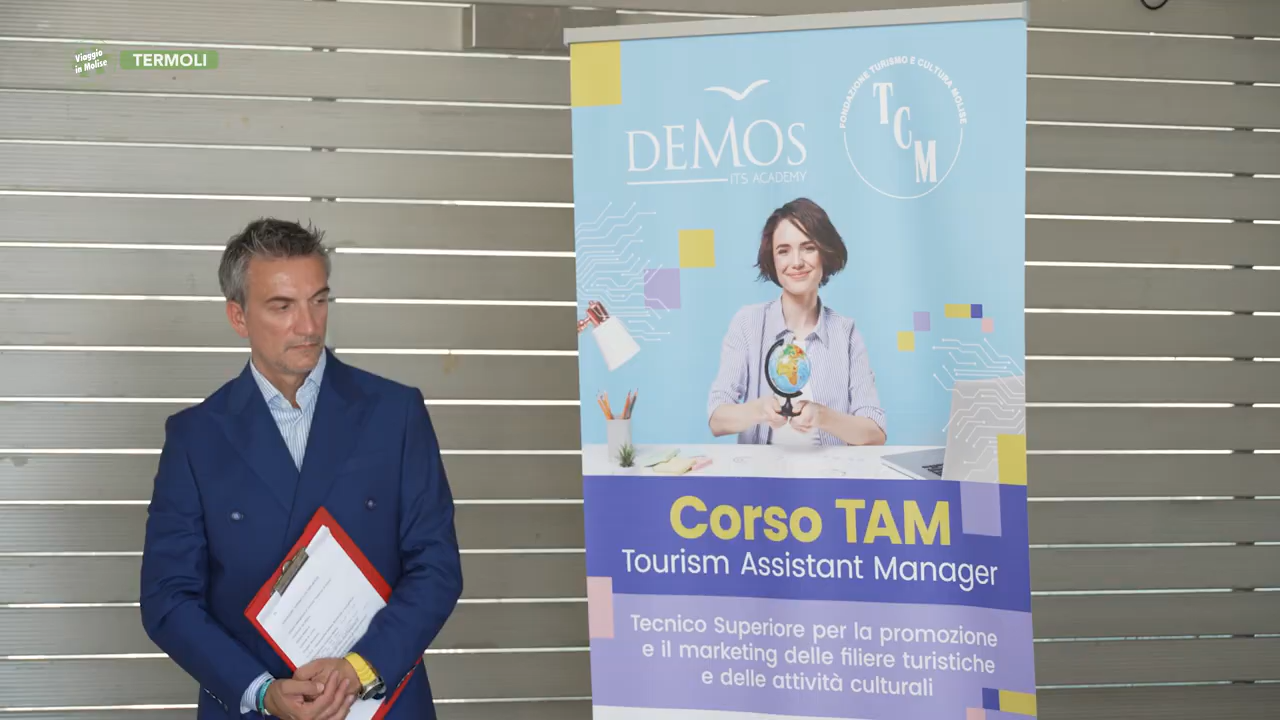 Viaggio
in Molise
TERMOLI
DEMOS
ITS ACADEMY
FONDAZIONE TURISMO E CULTURA MOLISE
TCM
Corso TAM
Tourism Assistant Manager
Tecnico Superiore per la promozione
e il marketing delle filiere turistiche
e delle attività culturali